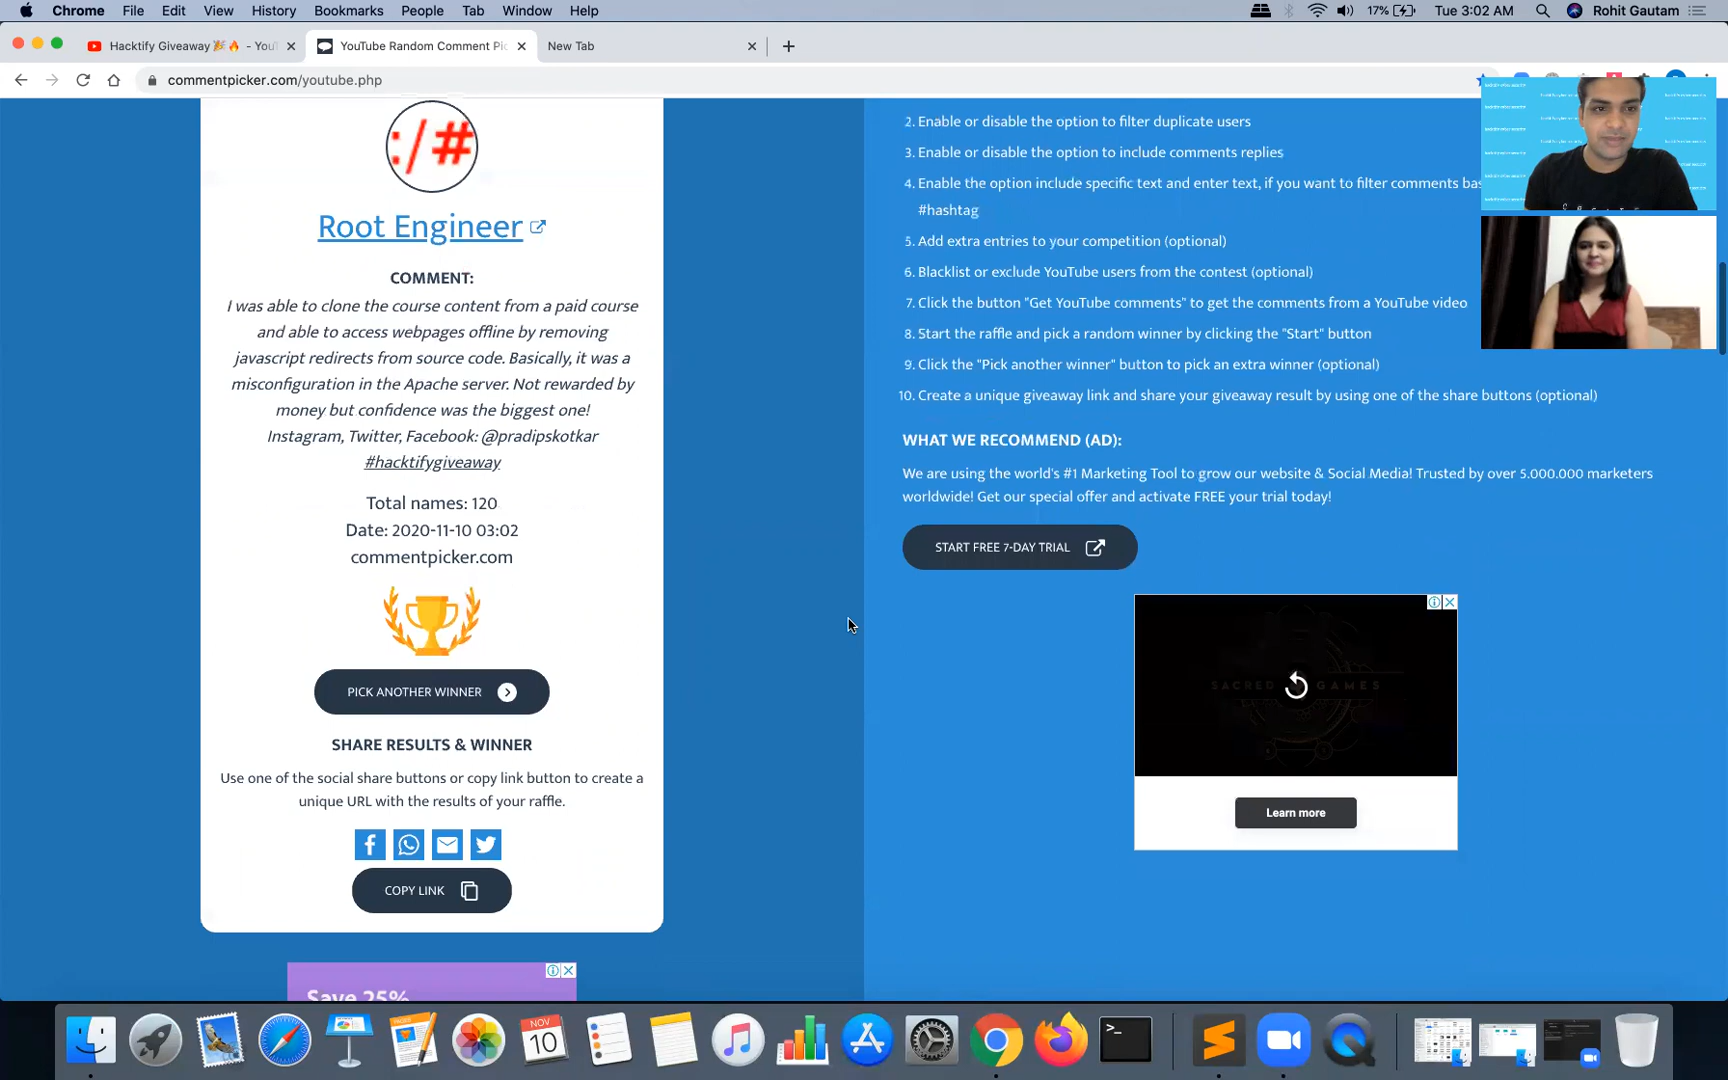 Chrome File Edit View History Bookmarks People Tab Window Help 17% Tue 3:02 AM Rohit Gautam
Hacktify Giveaway - You
YouTube Random Comment Pic
New Tab
commentpicker.com/youtube.php
:/#
Root Engineer
COMMENT:
I was able to clone the course content from a paid course
and able to access webpages offline by removing
javascript redirects from source code. Basically, it was a
misconfiguration in the Apache server. Not rewarded by
money but confidence was the biggest one!
Instagram, Twitter, Facebook: @pradipskotkar
#hacktifygiveaway
Total names: 120
Date: 2020-11-10 03:02
commentpicker.com
PICK ANOTHER WINNER
SHARE RESULTS & WINNER
Use one of the social share buttons or copy link button to create a
unique URL with the results of your raffle.
COPY LINK
Save 25%
2. Enable or disable the option to filter duplicate users
3. Enable or disable the option to include comments replies
4. Enable the option include specific text and enter text, if you want to filter comments bas
#hashtag
5. Add extra entries to your competition (optional)
6. Blacklist or exclude YouTube users from the contest (optional)
7. Click the button "Get YouTube comments" to get the comments from a YouTube video
8. Start the raffle and pick a random winner by clicking the "Start" button
9. Click the "Pick another winner" button to pick an extra winner (optional)
10. Create a unique giveaway link and share your giveaway result by using one of the share buttons (optional)
WHAT WE RECOMMEND (AD):
We are using the world's #1 Marketing Tool to grow our website & Social Media! Trusted by over 5.000.000 marketers
worldwide! Get our special offer and activate FREE your trial today!
START FREE 7-DAY TRIAL
SACRED GAMES
Learn more
NOV
10
PAGES
>_